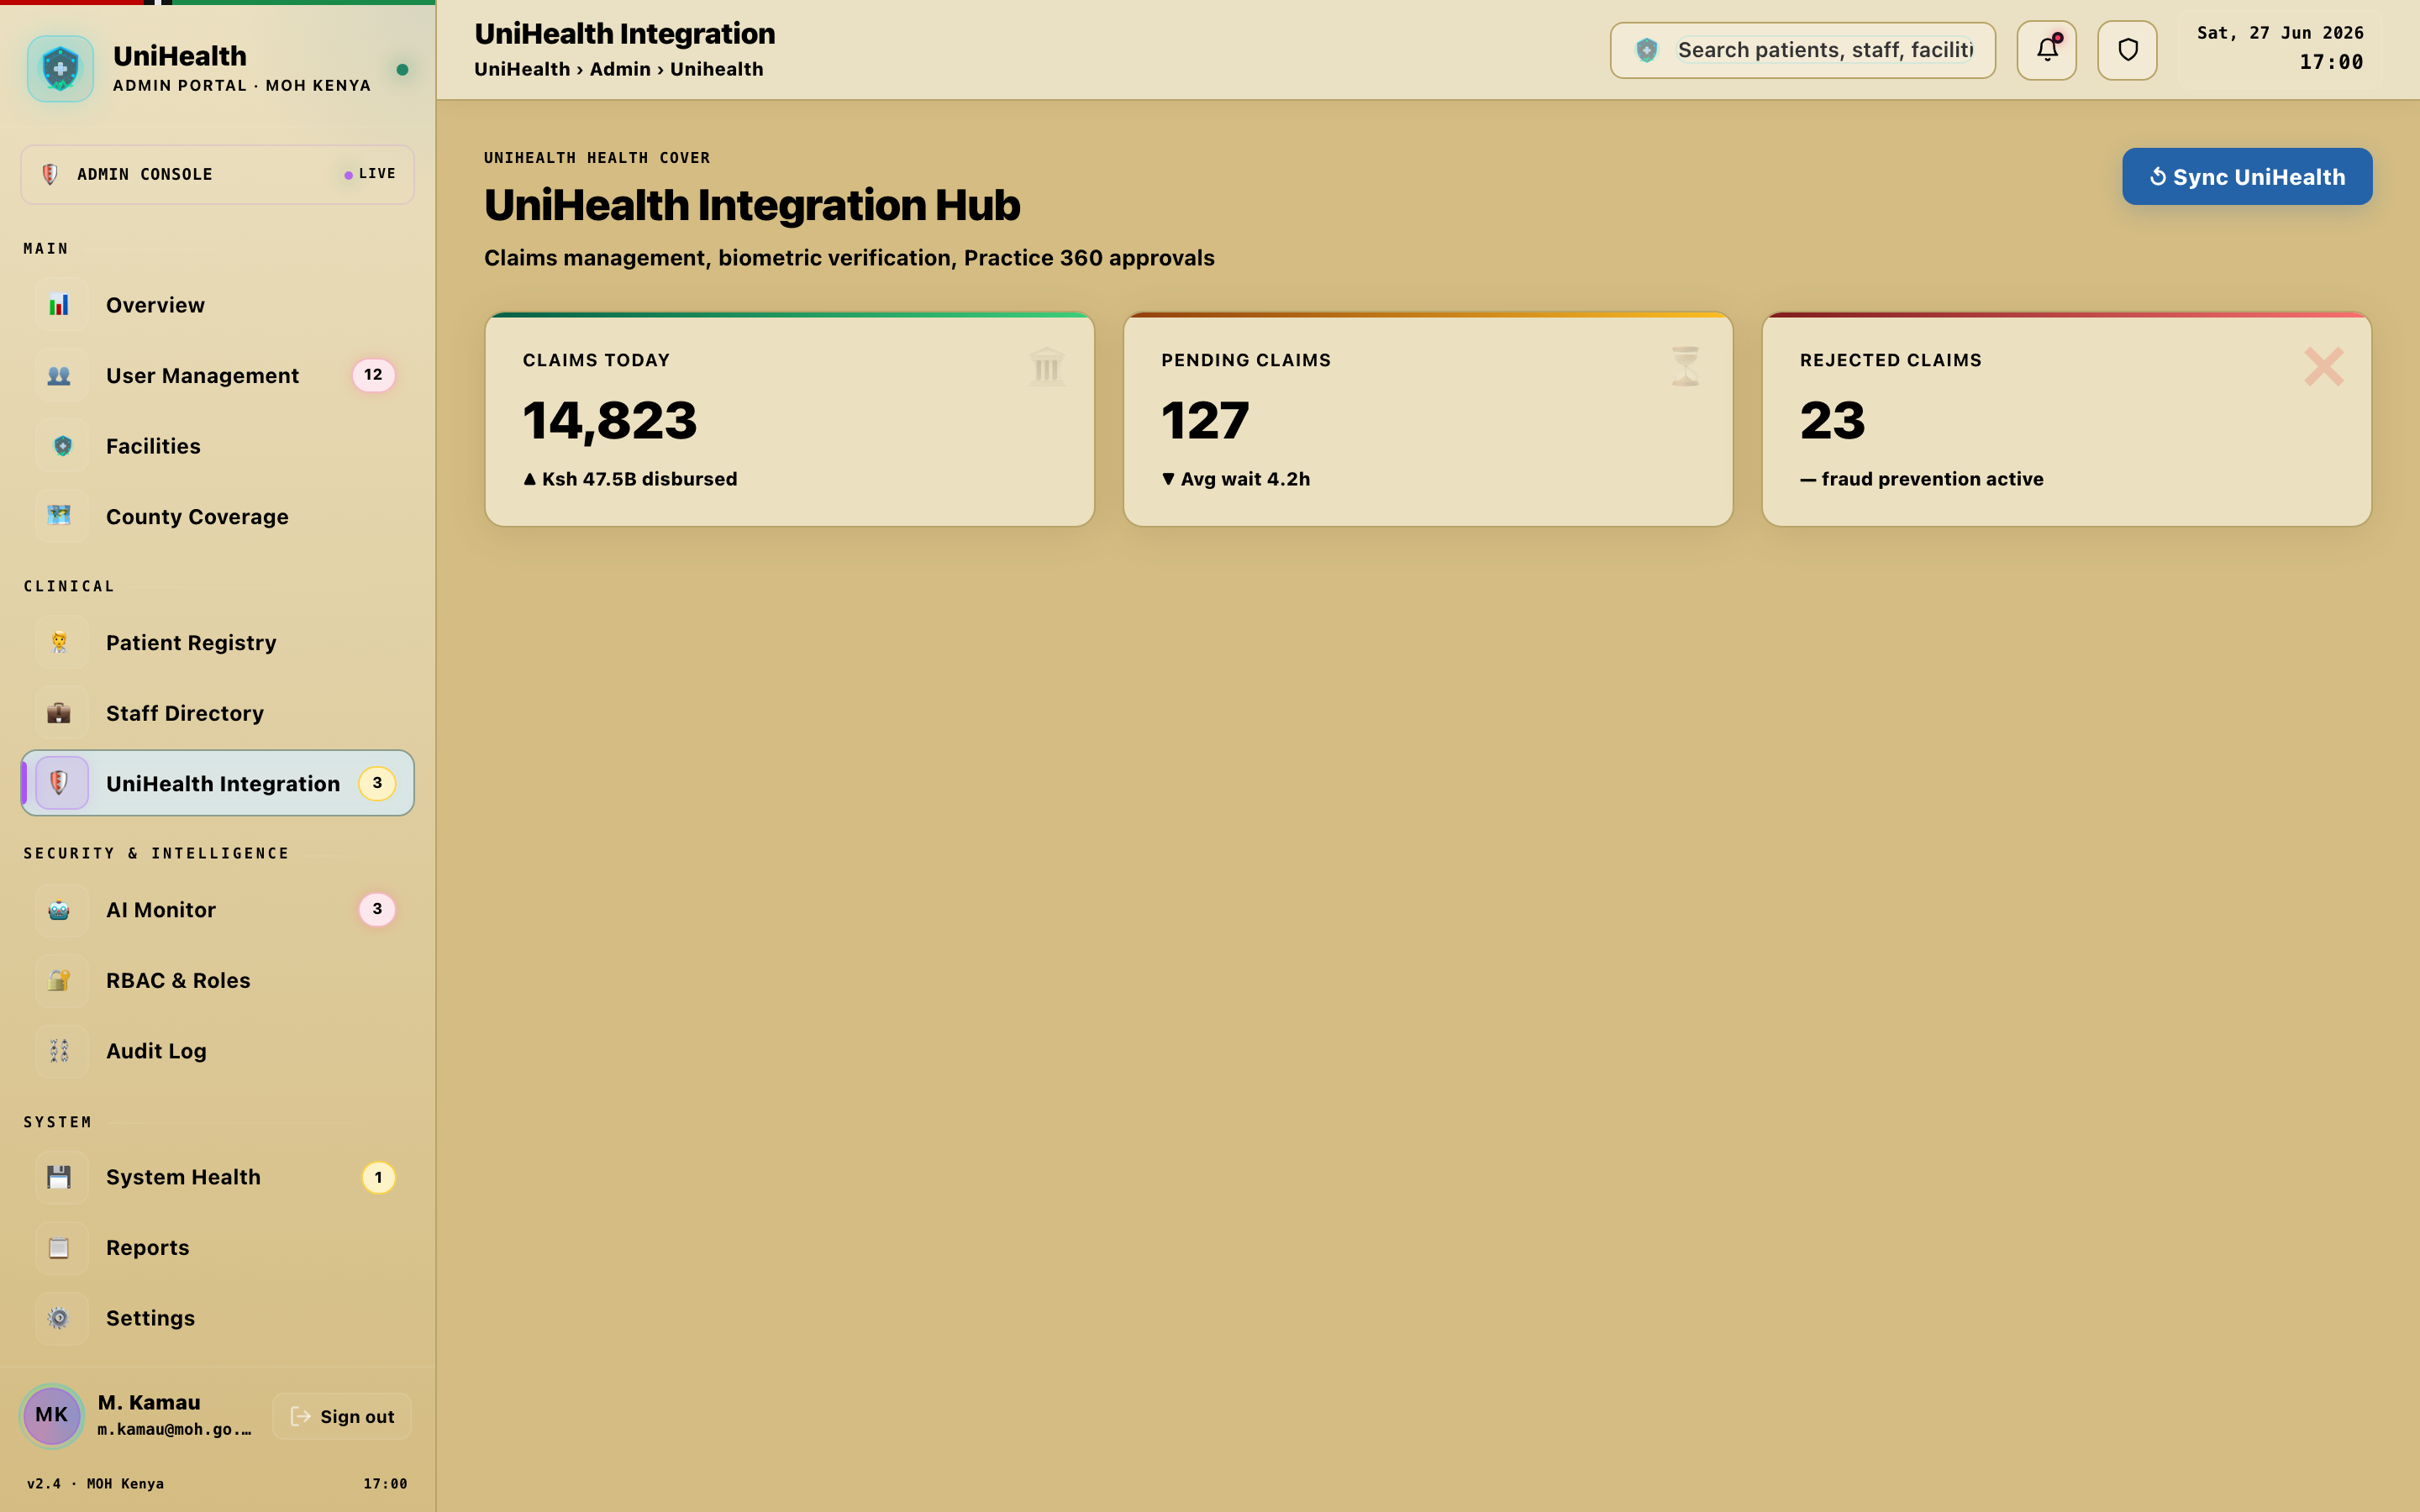 UniHealth
ADMIN PORTAL · MOH KENYA
ADMIN CONSOLE
LIVE
MAIN
Overview
User Management
12
Facilities
County Coverage
CLINICAL
Patient Registry
Staff Directory
UniHealth Integration
3
SECURITY & INTELLIGENCE
AI Monitor
3
RBAC & Roles
Audit Log
SYSTEM
System Health
1
Reports
Settings
MK
M. Kamau
m.kamau@moh.go.…
Sign out
v2.4 · MOH Kenya
17:00
UniHealth Integration
UniHealth › Admin › Unihealth
Search patients, staff, faciliti
Sat, 27 Jun 2026
17:00
UNIHEALTH HEALTH COVER
UniHealth Integration Hub
Claims management, biometric verification, Practice 360 approvals
↺ Sync UniHealth
CLAIMS TODAY
14,823
▲ Ksh 47.5B disbursed
PENDING CLAIMS
127
▼ Avg wait 4.2h
REJECTED CLAIMS
23
— fraud prevention active